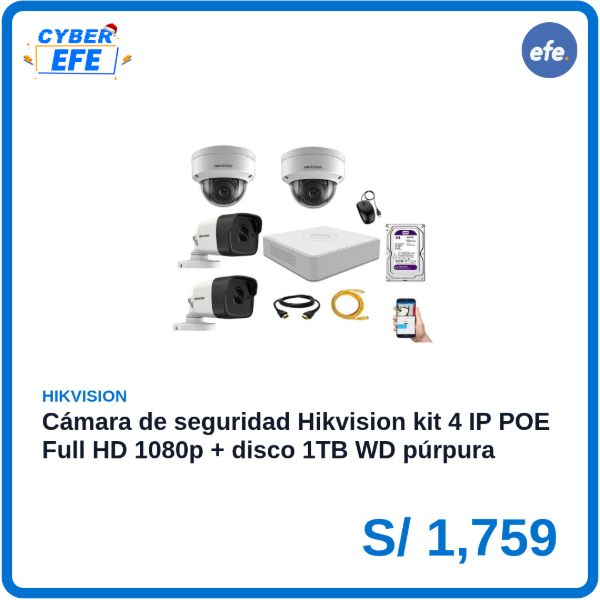 CYBER
EFE
efe.
HIKVISION
Cámara de seguridad Hikvision kit 4 IP POE
Full HD 1080p + disco 1TB WD púrpura
S/ 1,759